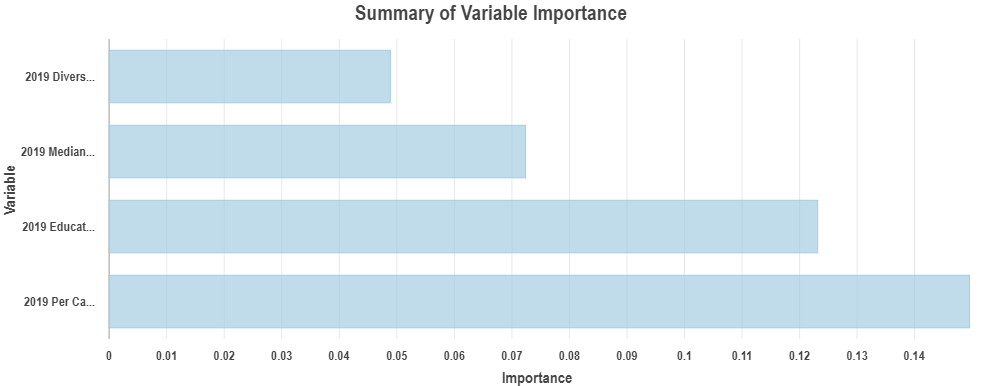 Summary of Variable Importance
Variable
2019 Divers...
2019 Median...
2019 Educat...
2019 Per Ca...
0 0.01 0.02 0.03 0.04 0.05 0.06 0.07 0.08 0.09 0.1 0.11 0.12 0.13 0.14
Importance